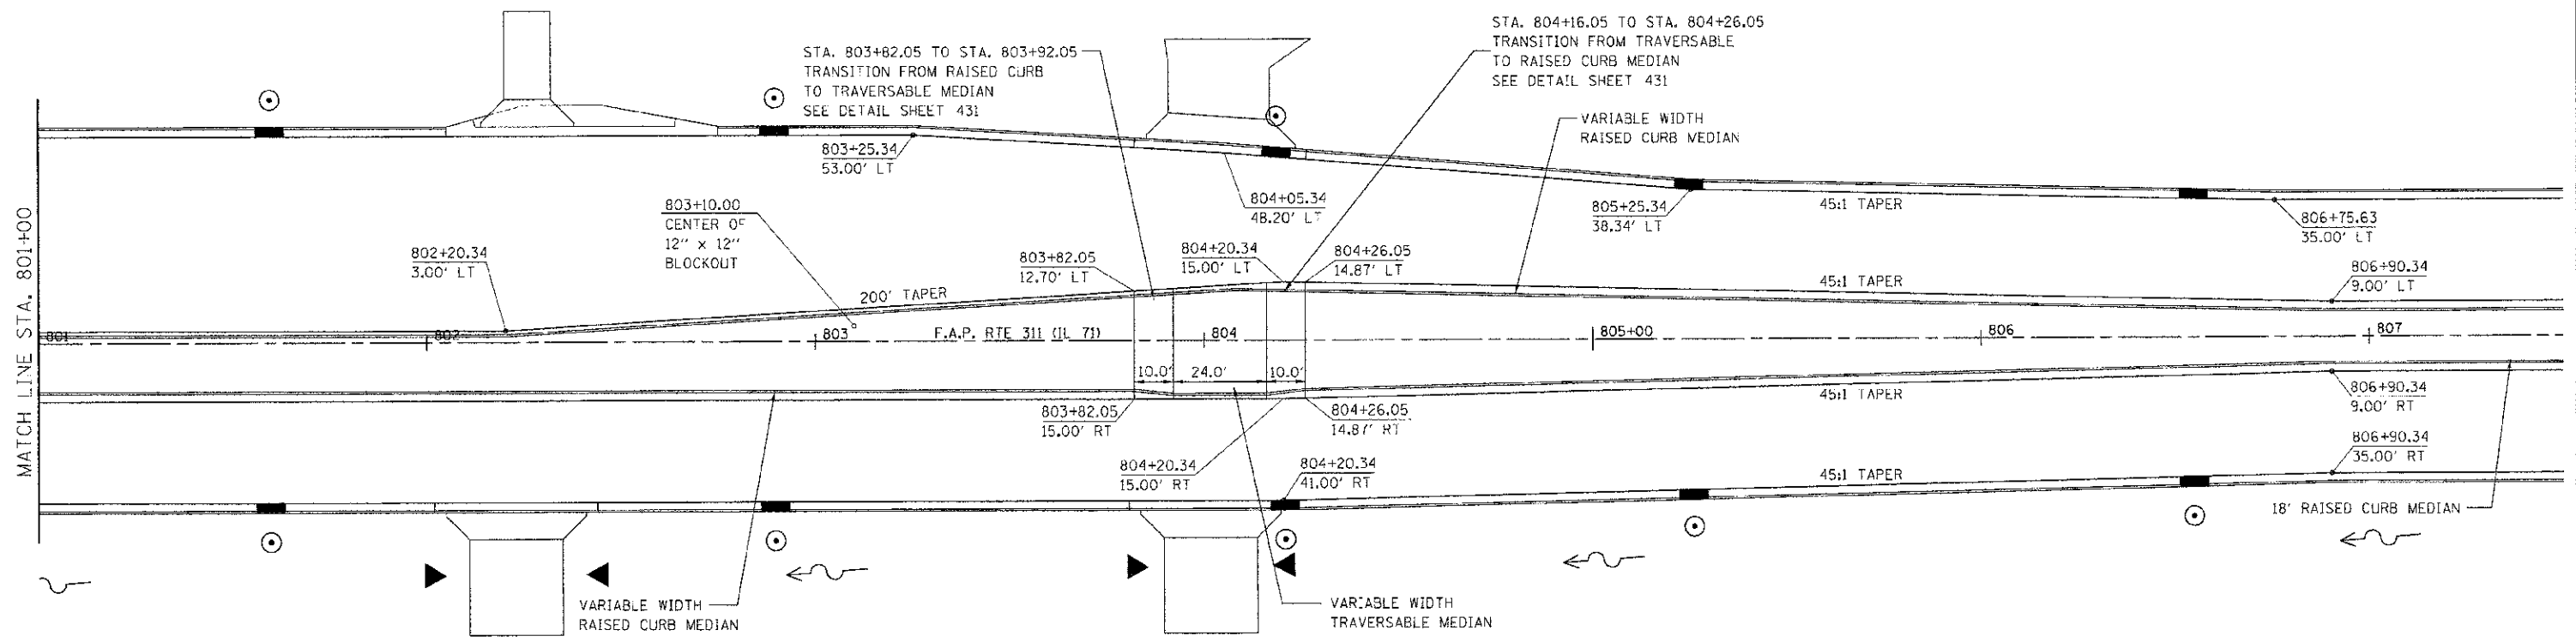 STA. 803+82.05 TO STA. 803+92.05
TRANSITION FROM RAISED CURB
TO TRAVERSABLE MEDIAN
SEE DETAIL SHEET 431
STA. 804+16.05 TO STA. 804+26.05
TRANSITION FROM TRAVERSABLE
TO RAISED CURB MEDIAN
SEE DETAIL SHEET 431
VARIABLE WIDTH
RAISED CURB MEDIAN
803+25.34
53.00' LT
804+05.34
48.20' LT
805+25.34
38.34' LT
45:1 TAPER
806+75.63
35.00' LT
MATCH LINE STA. 801+00
803+10.00
CENTER OF
12" x 12"
BLOCKOUT
802+20.34
3.00' LT
200' TAPER
803+82.05
12.70' LT
804+20.34
15.00' LT
804+26.05
14.87' LT
45:1 TAPER
806+90.34
9.00' LT
801
802
803
F.A.P. RTE 311 (IL 71)
804
805+00
806
807
10.0'
24.0'
10.0'
803+82.05
15.00' RT
804+26.05
14.87' RT
45:1 TAPER
806+90.34
9.00' RT
804+20.34
15.00' RT
804+20.34
41.00' RT
45:1 TAPER
806+90.34
35.00' RT
18' RAISED CURB MEDIAN
VARIABLE WIDTH
RAISED CURB MEDIAN
VARIABLE WIDTH
TRAVERSABLE MEDIAN